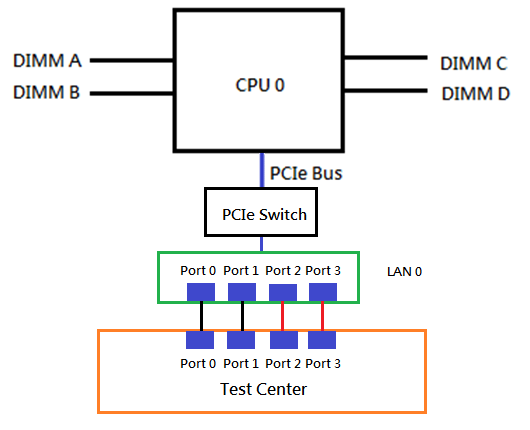 DIMM A
DIMM B
CPU 0
DIMM C
DIMM D
PCIe Bus
PCIe Switch
Port 0 Port 1 Port 2 Port 3
LAN 0
Port 0 Port 1 Port 2 Port 3
Test Center